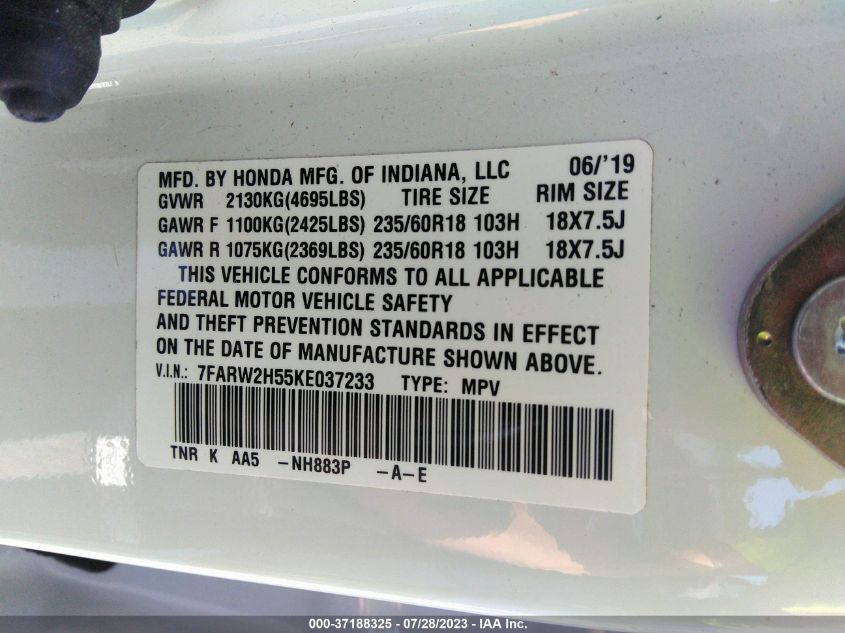 MFD. BY HONDA MFG. OF INDIANA, LLC 06/'19
GVWR 2130KG(4695LBS) TIRE SIZE RIM SIZE
GAWR F 1100KG(2425LBS) 235/60R18 103H 18X7.5J
GAWR R 1075KG(2369LBS) 235/60R18 103H 18X7.5J
THIS VEHICLE CONFORMS TO ALL APPLICABLE
FEDERAL MOTOR VEHICLE SAFETY
AND THEFT PREVENTION STANDARDS IN EFFECT
ON THE DATE OF MANUFACTURE SHOWN ABOVE.
V.I.N.: 7FARW2H55KE037233 TYPE: MPV
TNR K AA5 -NH883P -A-E
000-37188325 / 07/28/2023 - IAA Inc.